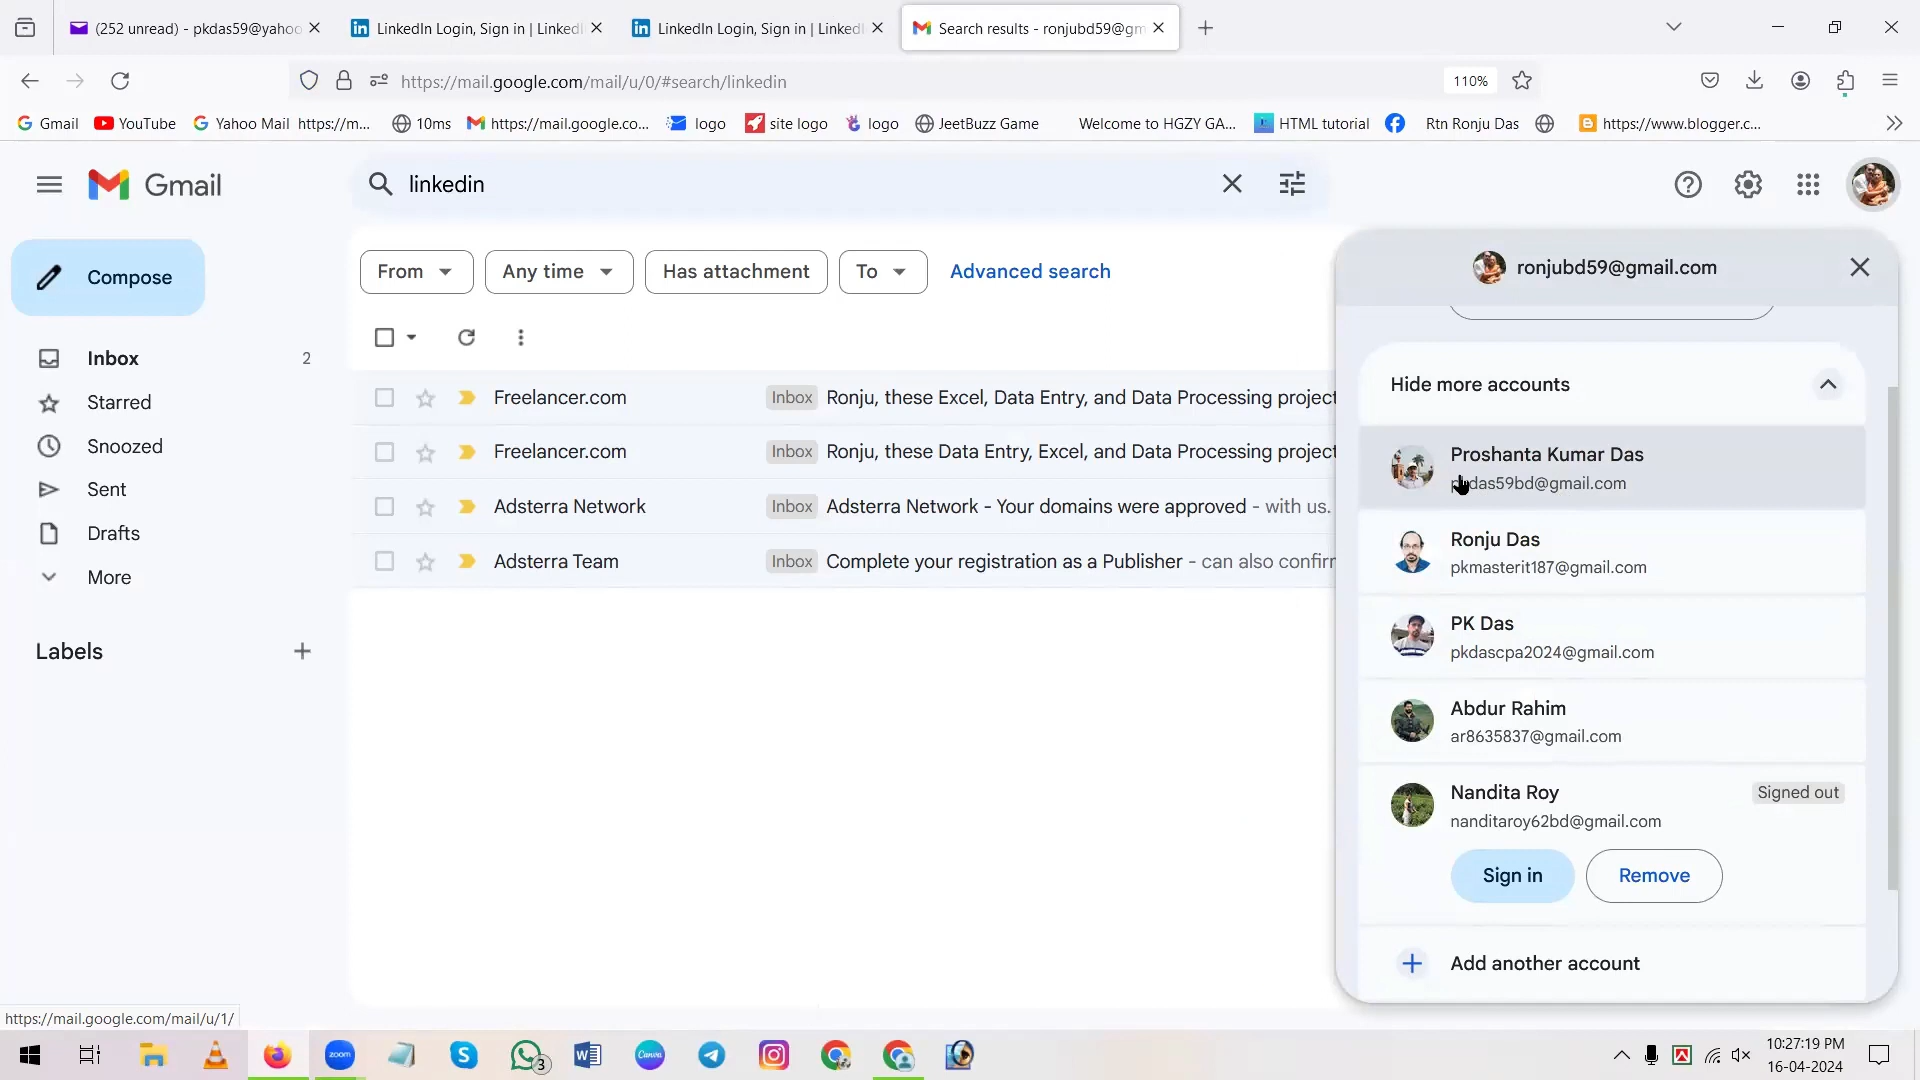 (252 unread) - pkdas59@yahoo
LinkedIn Login, Sign in | Linked
LinkedIn Login, Sign in | Linked
Search results - ronjubd59@gm
https://mail.google.com/mail/u/0/#search/linkedin
110%
Gmail
YouTube
Yahoo Mail
https://m...
10ms
https://mail.google.co...
logo
site logo
logo
JeetBuzz Game
Welcome to HGZY GA...
HTML tutorial
Rtn Ronju Das
https://www.blogger.c...
Gmail
linkedin
Compose
From
Any time
Has attachment
To
Advanced search
Inbox 2
Starred
Snoozed
Sent
Drafts
More
Labels
Freelancer.com Inbox Ronju, these Excel, Data Entry, and Data Processing project
Freelancer.com Inbox Ronju, these Data Entry, Excel, and Data Processing project
Adsterra Network Inbox Adsterra Network - Your domains were approved - with us.
Adsterra Team Inbox Complete your registration as a Publisher - can also confir
ronjubd59@gmail.com
Hide more accounts
Proshanta Kumar Das
pkdas59bd@gmail.com
Ronju Das
pkmasterit187@gmail.com
PK Das
pkdascpa2024@gmail.com
Abdur Rahim
ar8635837@gmail.com
Nandita Roy Signed out
nanditaroy62bd@gmail.com
Sign in Remove
Add another account
https://mail.google.com/mail/u/1/
zoom
3
Canva
10:27:19 PM
16-04-2024